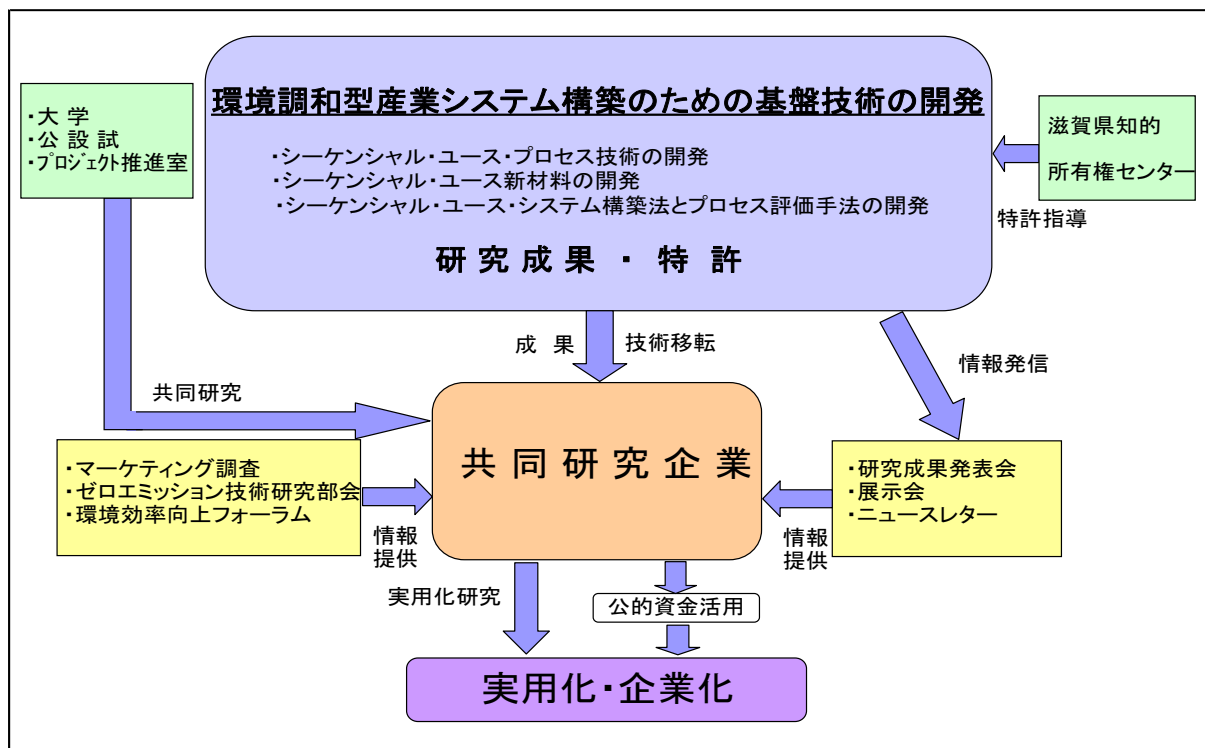 環境調和型産業システム構築のための基盤技術の開発
・シーケンシャル・ユース・プロセス技術の開発
・シーケンシャル・ユース新材料の開発
・シーケンシャル・ユース・システム構築法とプロセス評価手法の開発
研究成果・特許
・大学
・公設試
・プロジェクト推進室
滋賀県知的
所有権センター
特許指導
成果
技術移転
情報発信
共同研究
共同研究企業
・マーケティング調査
・ゼロエミッション技術研究部会
・環境効率向上フォーラム
情報
提供
・研究成果発表会
・展示会
・ニュースレター
情報
提供
実用化研究
公的資金活用
実用化・企業化